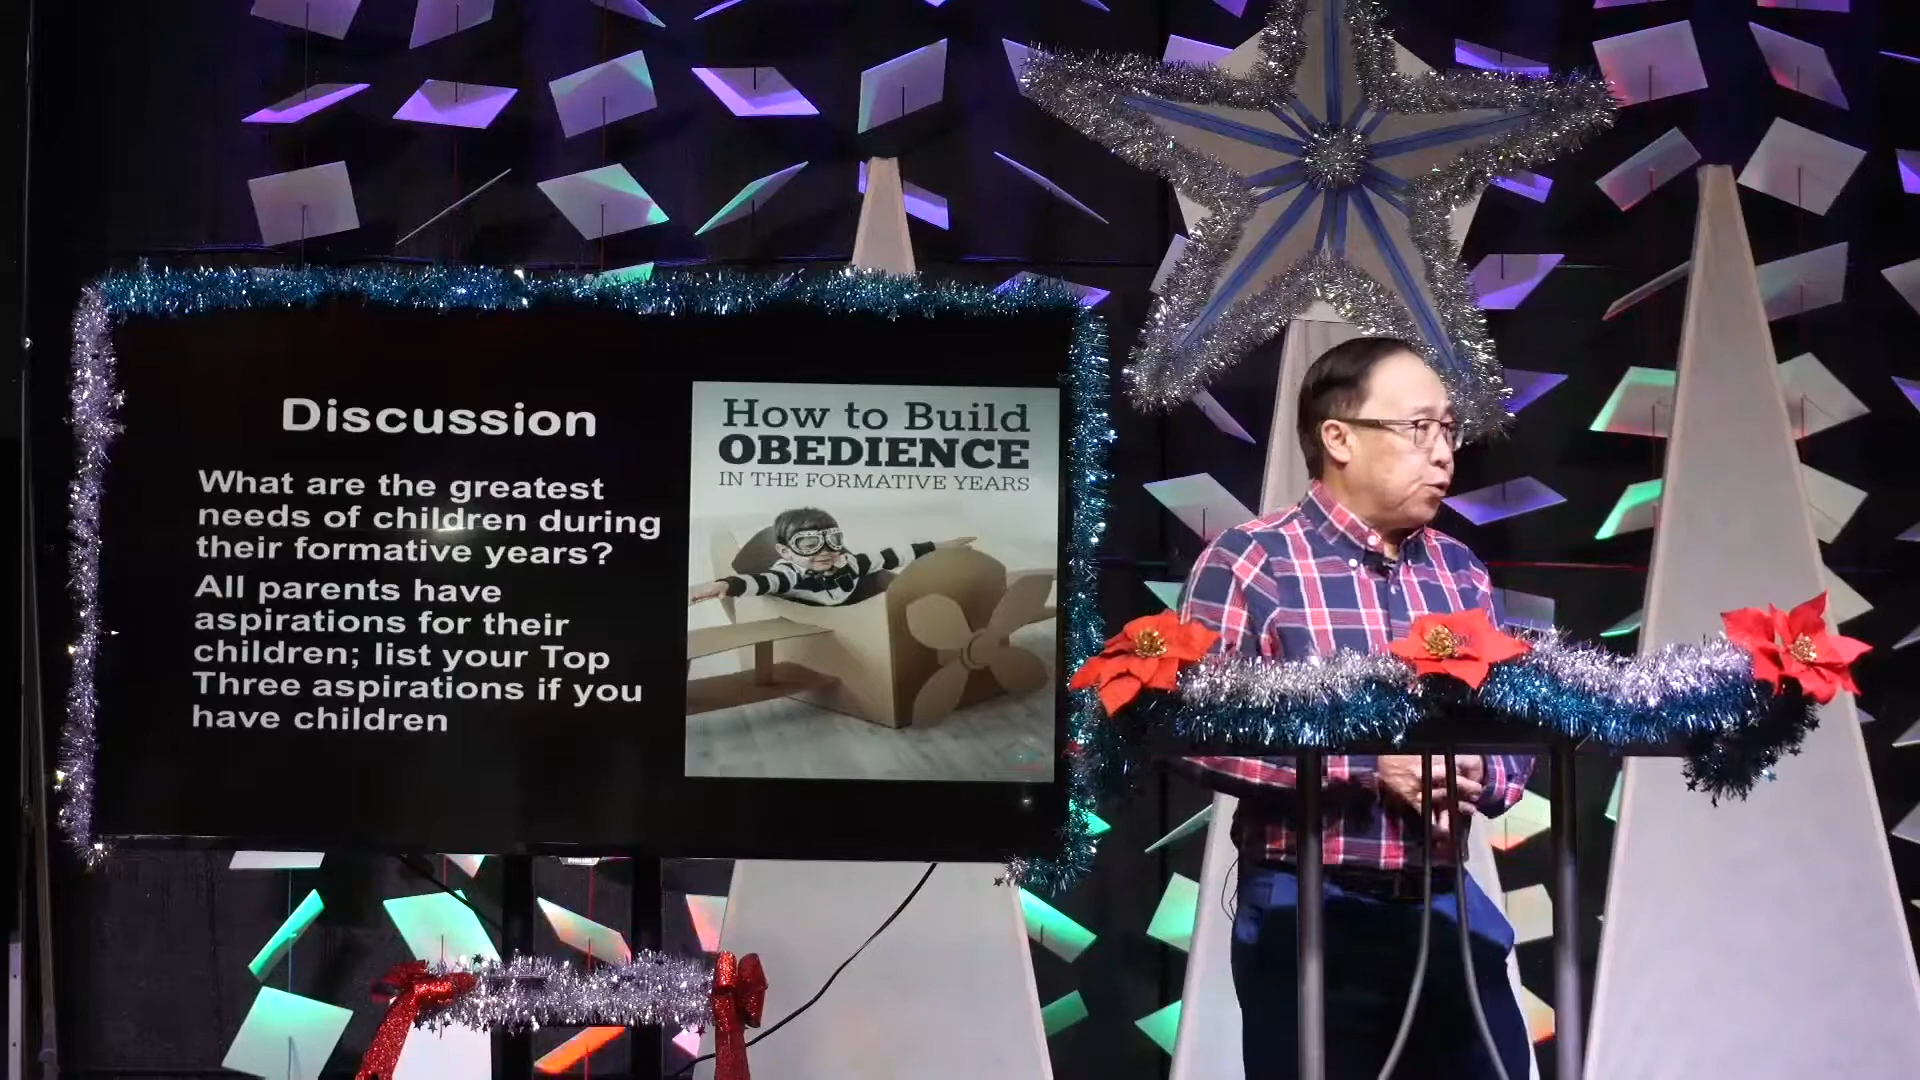 Discussion
What are the greatest
needs of children during
their formative years?
All parents have
aspirations for their
children; list your Top
Three aspirations if you
have children
How to Build
OBEDIENCE
IN THE FORMATIVE YEARS
PHILIPS